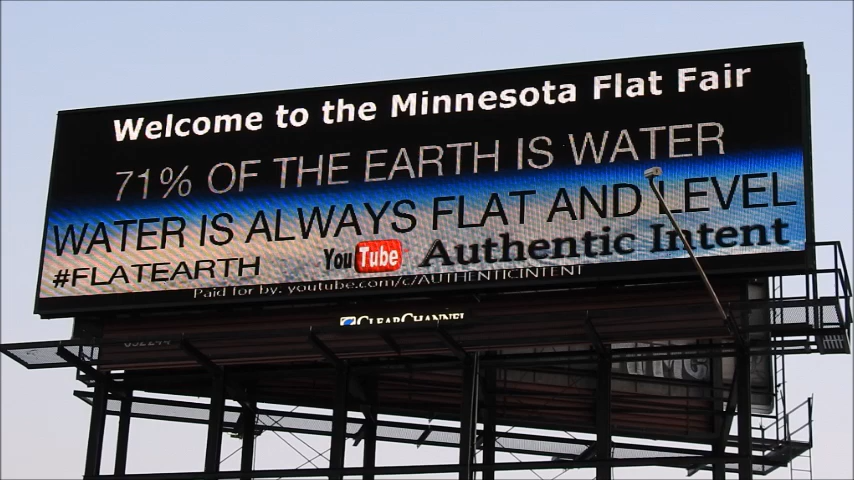 Welcome to the Minnesota Flat Fair
71% OF THE EARTH IS WATER
WATER IS ALWAYS FLAT AND LEVEL
#FLATEARTH YouTube Authentic Intent
Paid for by: youtube.com/c/AUTHENTICINTENT
CLEARCHANNEL